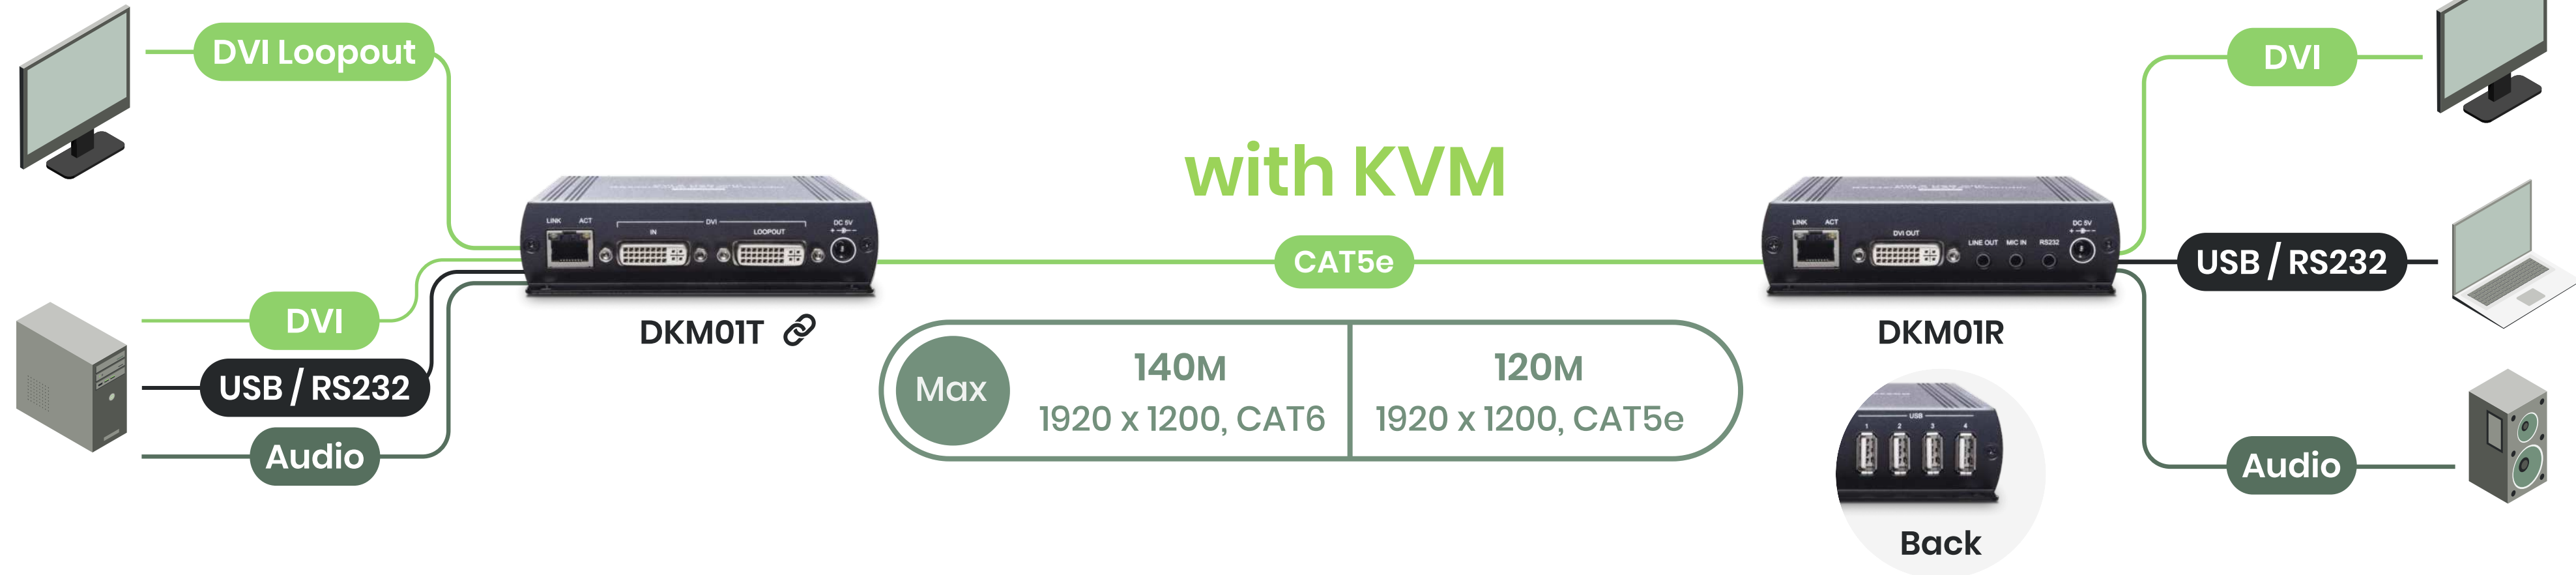 DVI Loopout
DVI
with KVM
LINK ACT DVI DC 5V
IN LOOPOUT
LINK ACT DC 5V
DVI OUT
LINE OUT MIC IN RS232
CAT5e
USB / RS232
DVI
DKM01T
DKM01R
USB / RS232
Max
140M
1920 x 1200, CAT6
120M
1920 x 1200, CAT5e
USB
1 2 3 4
Audio
Audio
Back